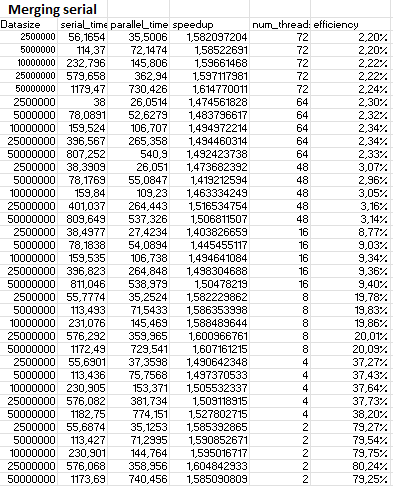 Merging serial
Datasize serial_time parallel_time speedup num_thread: efficiency
2500000 56,1654 35,5006 1,582097204 72 2,20%
5000000 114,37 72,1474 1,58522691 72 2,20%
10000000 232,796 145,806 1,59661468 72 2,22%
25000000 579,658 362,94 1,597117981 72 2,22%
50000000 1179,47 730,426 1,614770011 72 2,24%
2500000 38 26,0514 1,474561828 64 2,30%
5000000 78,0891 52,6279 1,483796617 64 2,32%
10000000 159,524 106,707 1,494972214 64 2,34%
25000000 396,567 265,358 1,494460314 64 2,34%
50000000 807,252 540,9 1,492423738 64 2,33%
2500000 38,3909 26,051 1,473682392 48 3,07%
5000000 78,1769 55,0847 1,419212594 48 2,96%
10000000 159,84 109,23 1,463334249 48 3,05%
25000000 401,037 264,443 1,516534754 48 3,16%
50000000 809,649 537,326 1,506811507 48 3,14%
2500000 38,4977 27,4234 1,403826659 16 8,77%
5000000 78,1838 54,0894 1,445455117 16 9,03%
10000000 159,535 106,738 1,494641084 16 9,34%
25000000 396,823 264,848 1,498304688 16 9,36%
50000000 811,046 538,979 1,50478219 16 9,40%
2500000 55,7774 35,2524 1,582229862 8 19,78%
5000000 113,493 71,5433 1,586353998 8 19,83%
10000000 231,076 145,469 1,588489644 8 19,86%
25000000 576,292 359,965 1,600966761 8 20,01%
50000000 1172,49 729,541 1,607161215 8 20,09%
2500000 55,6901 37,3598 1,490642348 4 37,27%
5000000 113,436 75,7568 1,497370533 4 37,43%
10000000 230,905 153,371 1,505532337 4 37,64%
25000000 576,082 381,734 1,509118915 4 37,73%
50000000 1182,75 774,151 1,527802715 4 38,20%
2500000 55,6874 35,1253 1,585392865 2 79,27%
5000000 113,427 71,2995 1,590852671 2 79,54%
10000000 230,901 144,764 1,595016717 2 79,75%
25000000 576,068 358,956 1,604842933 2 80,24%
50000000 1173,69 740,456 1,585090809 2 79,25%